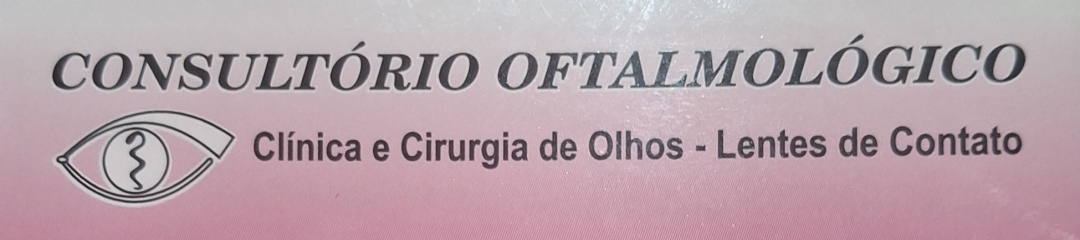 CONSULTÓRIO OFTALMOLÓGICO
Clínica e Cirurgia de Olhos - Lentes de Contato